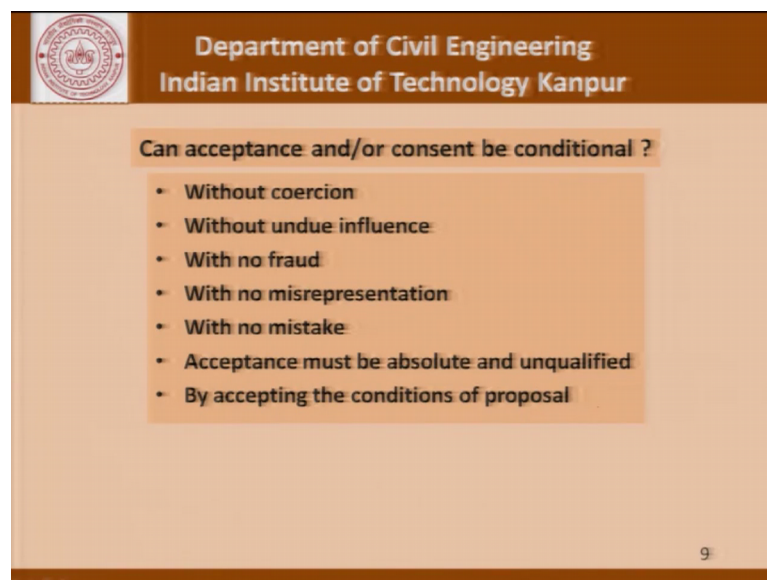 Department of Civil Engineering
Indian Institute of Technology Kanpur
Can acceptance and/or consent be conditional ?
• Without coercion
• Without undue influence
• With no fraud
• With no misrepresentation
• With no mistake
• Acceptance must be absolute and unqualified
• By accepting the conditions of proposal
9